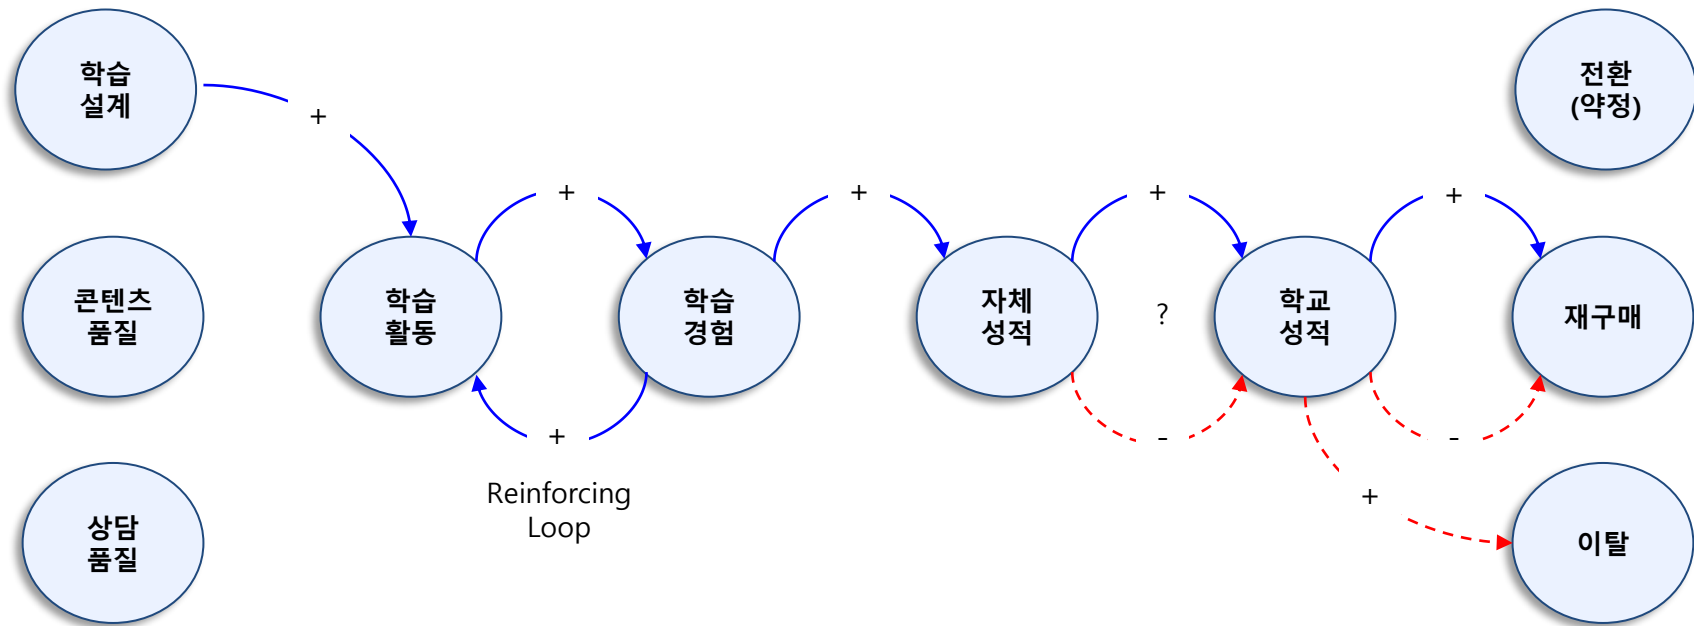 학습
설계
전환
(약정)
+
+
+
+
+
콘텐츠
품질
학습
활동
학습
경험
자체
성적
?
학교
성적
재구매
+
-
-
Reinforcing
Loop
+
상담
품질
이탈